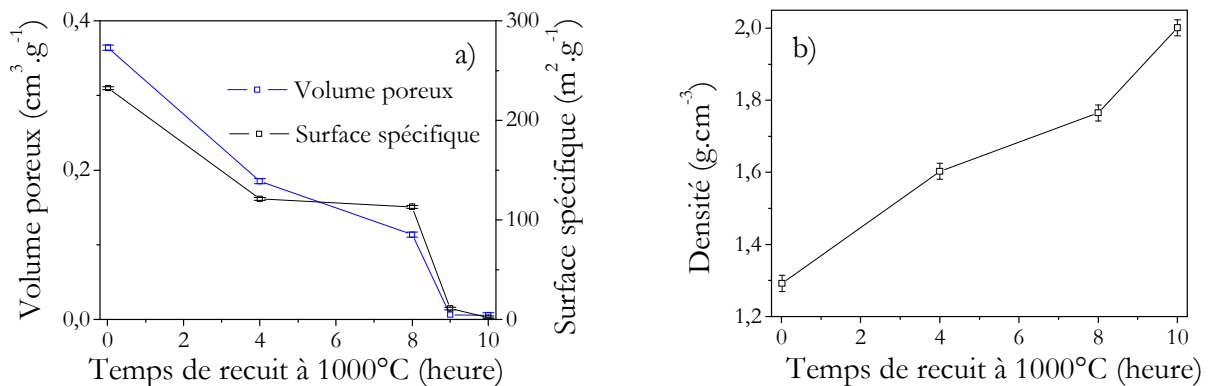 0,4
300
a)
Volume poreux
Surface spécifique
0,2
200
100
0,0
0
0 2 4 6 8 10
Volume poreux (cm³.g⁻¹)
Surface spécifique (m².g⁻¹)
Temps de recuit à 1000°C (heure)
b)
2,0
1,8
1,6
1,4
1,2
0 2 4 6 8 10
Densité (g.cm⁻³)
Temps de recuit à 1000°C (heure)